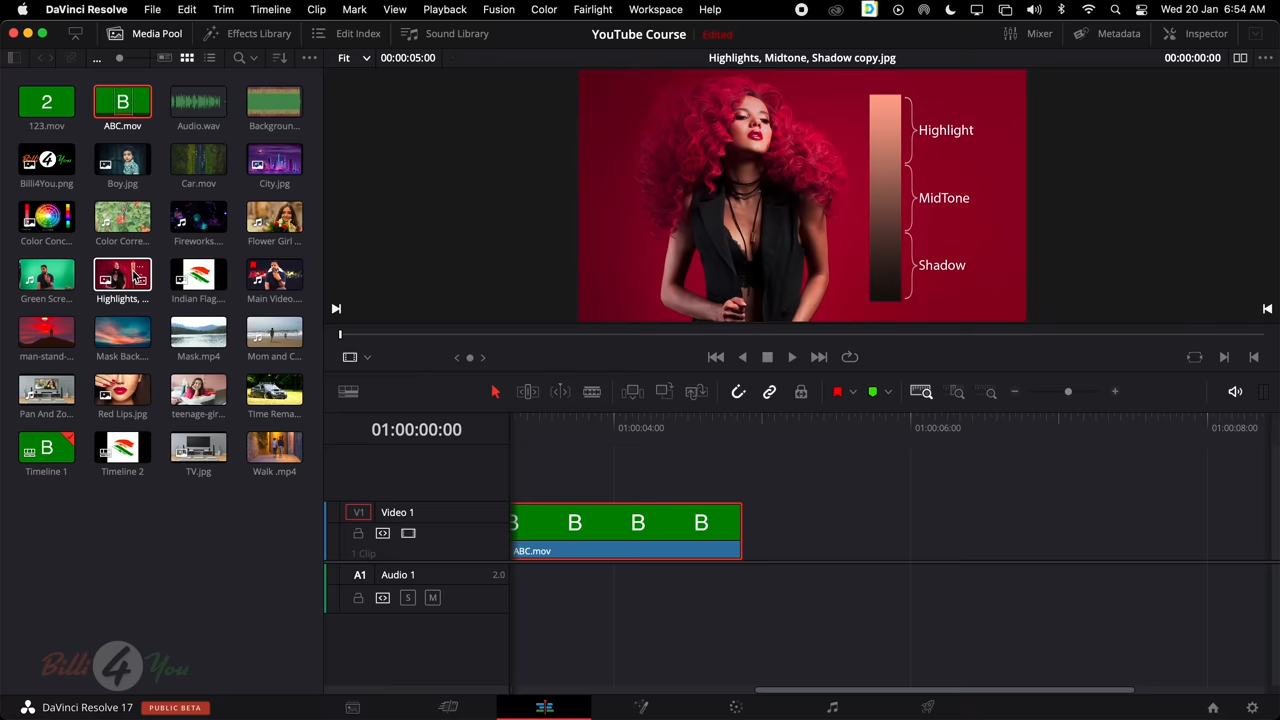 DaVinci Resolve File Edit Trim Timeline Clip Mark View Playback Fusion Color Fairlight Workspace Help Wed 20 Jan 6:54 AM
Media Pool Effects Library Edit Index Sound Library YouTube Course Edited Mixer Metadata Inspector
... Fit 00:00:05:00 Highlights, Midtone, Shadow copy.jpg 00:00:00:00
2 B
123.mov ABC.mov Audio.wav Backgroun...
Billi 4 You
Billi4You.png Boy.jpg Car.mov City.jpg
Color Conc... Color Corre... Fireworks.... Flower Girl ...
Green Scre... Highlights, ... Indian Flag.... Main Video....
man-stand-... Mask Back... Mask.mp4 Mom and C...
Pan And Zo... Red Lips.jpg teenage-gir... TIme Rema...
B
Timeline 1 Timeline 2 TV.jpg Walk .mp4
Highlight
MidTone
Shadow
01:00:00:00 01:00:04:00 01:00:06:00 01:00:08:00
V1 Video 1
1 Clip
B B B B
ABC.mov
A1 Audio 1 2.0
S M
Billi 4 You
DaVinci Resolve 17 PUBLIC BETA